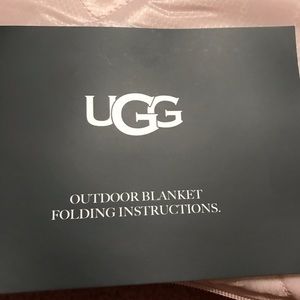 UGG
OUTDOOR BLANKET
FOLDING INSTRUCTIONS.